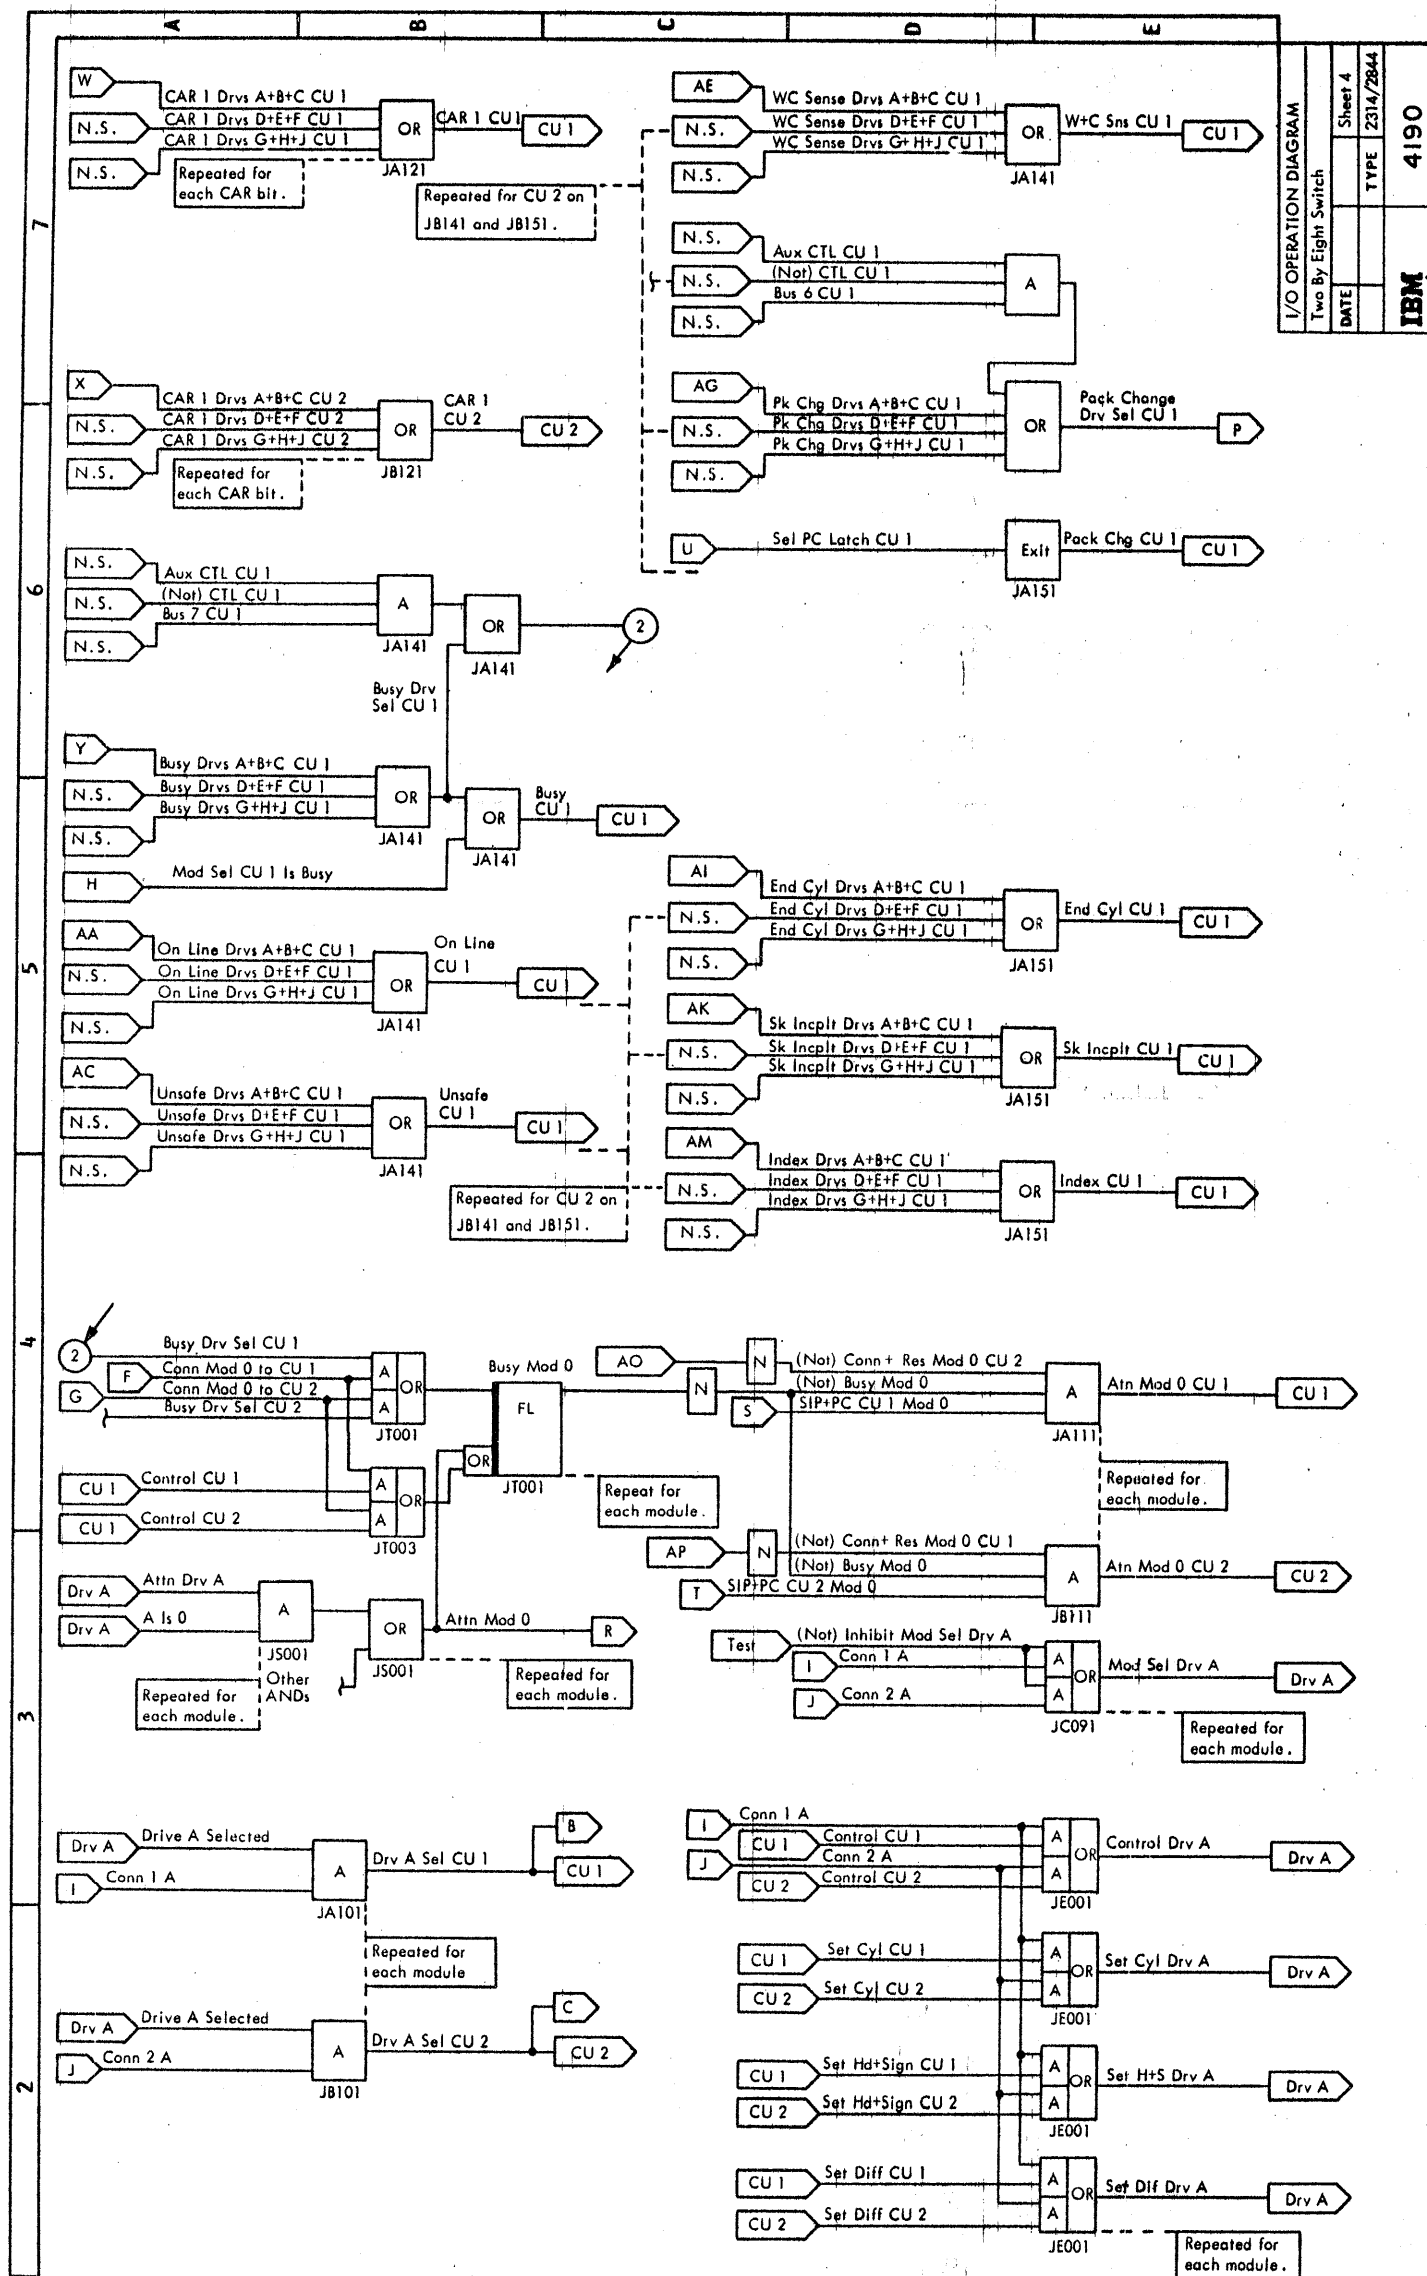 A
B
C
D
E
7
6
5
4
3
2
I/O OPERATION DIAGRAM
Two By Eight Switch
DATE
Sheet 4
TYPE
2314/2844
IBM
4190
W
CAR 1 Drvs A+B+C CU 1
N.S.
CAR 1 Drvs D+E+F CU 1
N.S.
CAR 1 Drvs G+H+J CU 1
OR
JA121
CAR 1 CU 1
CU 1
Repeated for
each CAR bit.
Repeated for CU 2 on
JB141 and JB151.
AE
WC Sense Drvs A+B+C CU 1
N.S.
WC Sense Drvs D+E+F CU 1
N.S.
WC Sense Drvs G+H+J CU 1
OR
JA141
W+C Sns CU 1
CU 1
N.S.
Aux CTL CU 1
N.S.
(Not) CTL CU 1
N.S.
Bus 6 CU 1
A
X
CAR 1 Drvs A+B+C CU 2
N.S.
CAR 1 Drvs D+E+F CU 2
N.S.
CAR 1 Drvs G+H+J CU 2
OR
JB121
CAR 1
CU 2
CU 2
Repeated for
each CAR bit.
AG
Pk Chg Drvs A+B+C CU 1
N.S.
Pk Chg Drvs D+E+F CU 1
N.S.
Pk Chg Drvs G+H+J CU 1
OR
Pack Change
Drv Sel CU 1
P
U
Sel PC Latch CU 1
Exit
JA151
Pack Chg CU 1
CU 1
N.S.
Aux CTL CU 1
N.S.
(Not) CTL CU 1
N.S.
Bus 7 CU 1
A
JA141
OR
JA141
2
Busy Drv
Sel CU 1
Y
Busy Drvs A+B+C CU 1
N.S.
Busy Drvs D+E+F CU 1
N.S.
Busy Drvs G+H+J CU 1
OR
JA141
OR
JA141
Busy
CU 1
CU 1
H
Mod Sel CU 1 Is Busy
AA
On Line Drvs A+B+C CU 1
N.S.
On Line Drvs D+E+F CU 1
N.S.
On Line Drvs G+H+J CU 1
OR
JA141
On Line
CU 1
CU 1
AC
Unsafe Drvs A+B+C CU 1
N.S.
Unsafe Drvs D+E+F CU 1
N.S.
Unsafe Drvs G+H+J CU 1
OR
JA141
Unsafe
CU 1
CU 1
Repeated for CU 2 on
JB141 and JB151.
AI
End Cyl Drvs A+B+C CU 1
N.S.
End Cyl Drvs D+E+F CU 1
N.S.
End Cyl Drvs G+H+J CU 1
OR
JA151
End Cyl CU 1
CU 1
AK
Sk Incplt Drvs A+B+C CU 1
N.S.
Sk Incplt Drvs D+E+F CU 1
N.S.
Sk Incplt Drvs G+H+J CU 1
OR
JA151
Sk Incplt CU 1
CU 1
AM
Index Drvs A+B+C CU 1
N.S.
Index Drvs D+E+F CU 1
N.S.
Index Drvs G+H+J CU 1
OR
JA151
Index CU 1
CU 1
2
Busy Drv Sel CU 1
F
Conn Mod 0 to CU 1
G
Conn Mod 0 to CU 2
Busy Drv Sel CU 2
A
A
OR
JT001
Busy Mod 0
FL
OR
JT001
Repeat for
each module.
CU 1
Control CU 1
CU 1
Control CU 2
A
A
OR
JT003
Drv A
Attn Drv A
Drv A
A Is 0
A
JS001
Other
ANDs
OR
JS001
Attn Mod 0
R
Repeated for
each module.
Repeated for
each module.
AO
N
N
(Not) Conn + Res Mod 0 CU 2
(Not) Busy Mod 0
S
SIP+PC CU 1 Mod 0
A
JA111
Atn Mod 0 CU 1
CU 1
Repeated for
each module.
AP
N
(Not) Conn+ Res Mod 0 CU 1
(Not) Busy Mod 0
T
SIP+PC CU 2 Mod 0
A
JB111
Atn Mod 0 CU 2
CU 2
Test
(Not) Inhibit Mod Sel Drv A
I
Conn 1 A
J
Conn 2 A
A
A
OR
JC091
Mod Sel Drv A
Drv A
Repeated for
each module.
Drv A
Drive A Selected
I
Conn 1 A
A
JA101
Drv A Sel CU 1
B
CU 1
Repeated for
each module
Drv A
Drive A Selected
J
Conn 2 A
A
JB101
Drv A Sel CU 2
C
CU 2
I
Conn 1 A
CU 1
Control CU 1
J
Conn 2 A
CU 2
Control CU 2
A
A
OR
JE001
Control Drv A
Drv A
CU 1
Set Cyl CU 1
CU 2
Set Cyl CU 2
A
A
OR
JE001
Set Cyl Drv A
Drv A
CU 1
Set Hd+Sign CU 1
CU 2
Set Hd+Sign CU 2
A
A
OR
JE001
Set H+S Drv A
Drv A
CU 1
Set Diff CU 1
CU 2
Set Diff CU 2
A
A
OR
JE001
Set Dif Drv A
Drv A
Repeated for
each module.